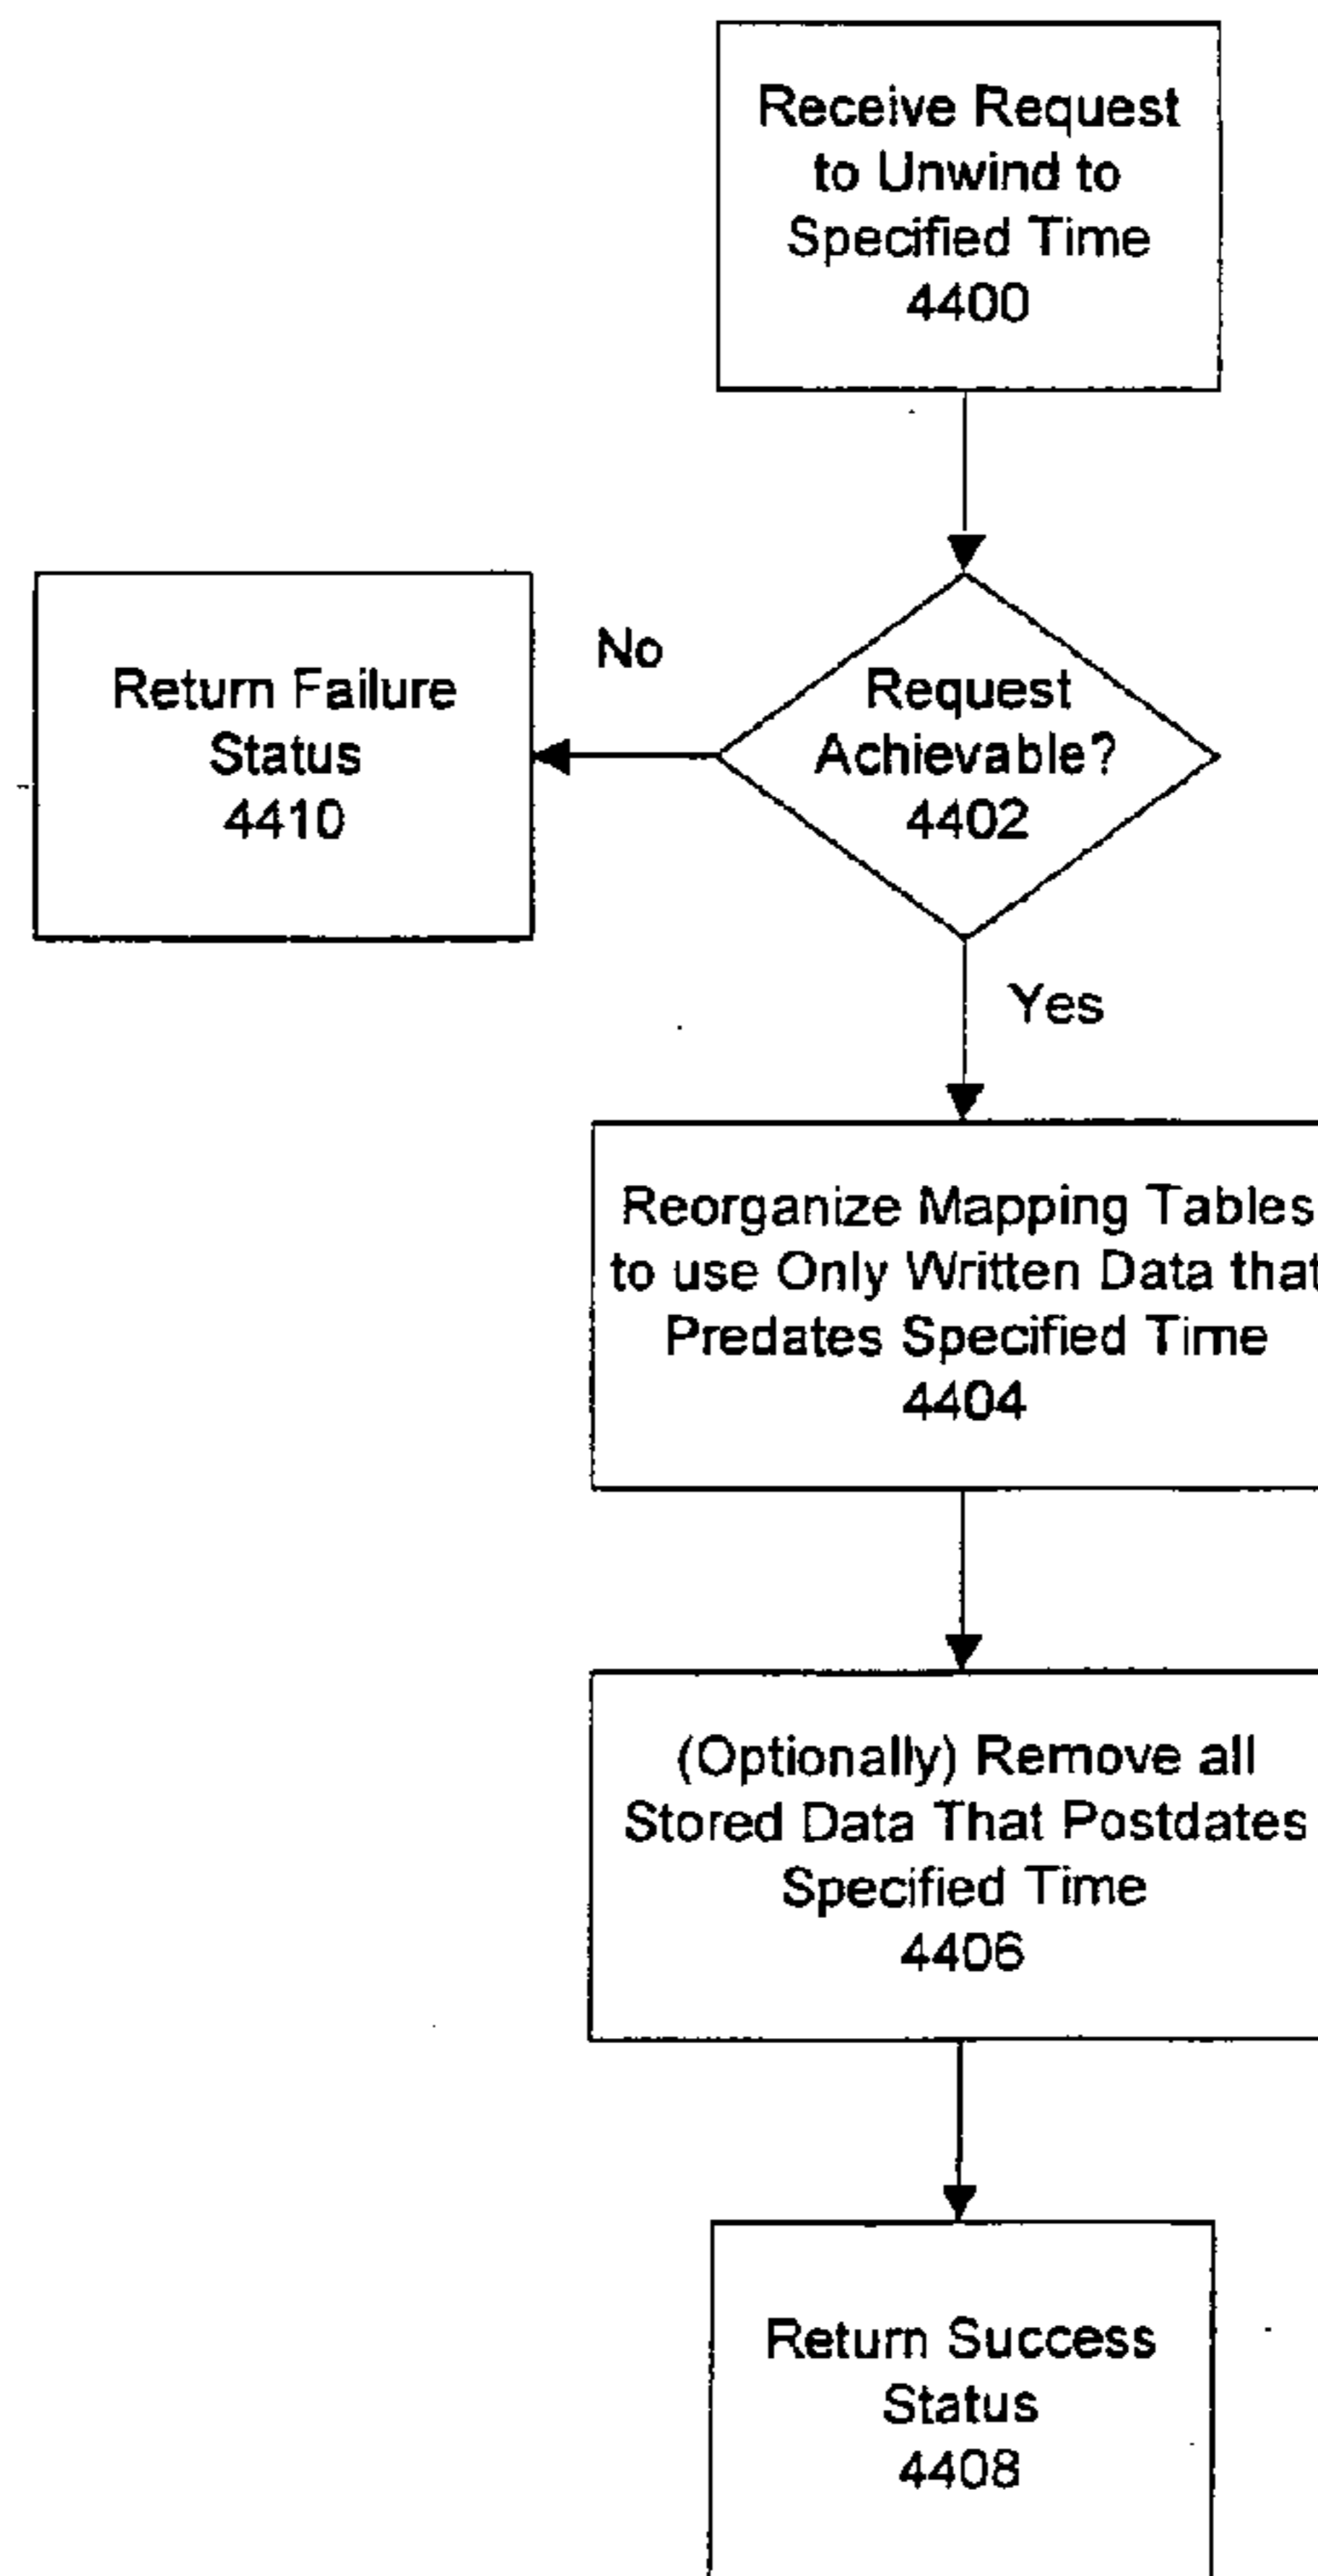 Receive Request
to Unwind to
Specified Time
4400
No
Return Failure
Status
4410
Request
Achievable?
4402
Yes
Reorganize Mapping Tables
to use Only Written Data that
Predates Specified Time
4404
(Optionally) Remove all
Stored Data That Postdates
Specified Time
4406
Return Success
Status
4408